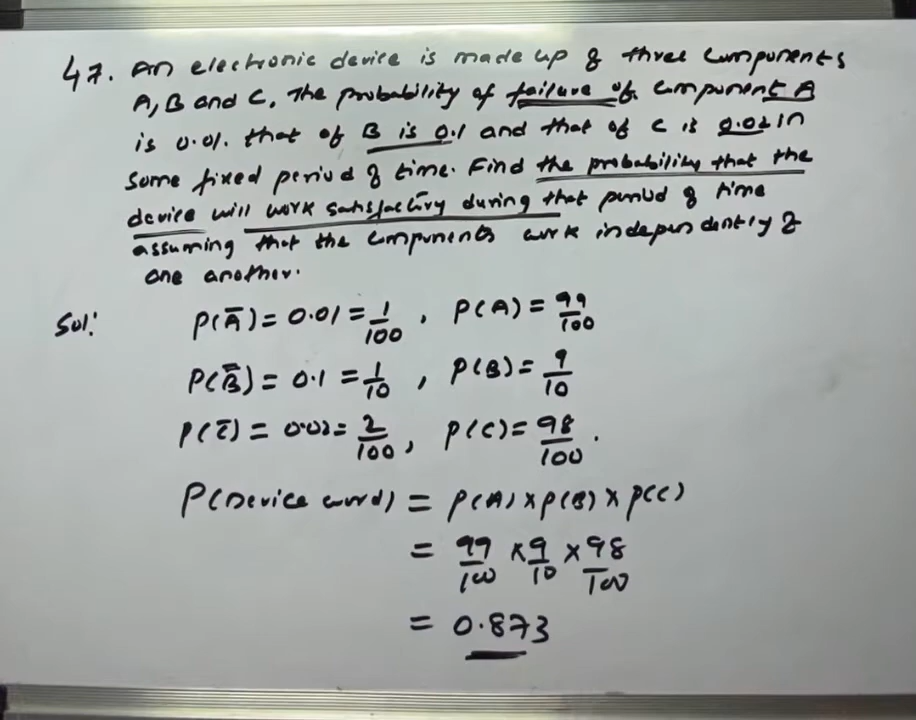 47. An electronic device is made up of three components
A, B and C. The probability of failure of component A
is 0.01. that of B is 0.1 and that of C is 0.02 in
some fixed period of time. Find the probability that the
device will work satisfactory during that period of time
assuming that the components work independently of
one another.
Sol: P(A̅) = 0.01 = 1/100 , P(A) = 99/100
P(B̅) = 0.1 = 1/10 , P(B) = 9/10
P(C̅) = 0.02 = 2/100 , P(C) = 98/100 .
P(Device work) = P(A) × P(B) × P(C)
= 99/100 × 9/10 × 98/100
= 0.873